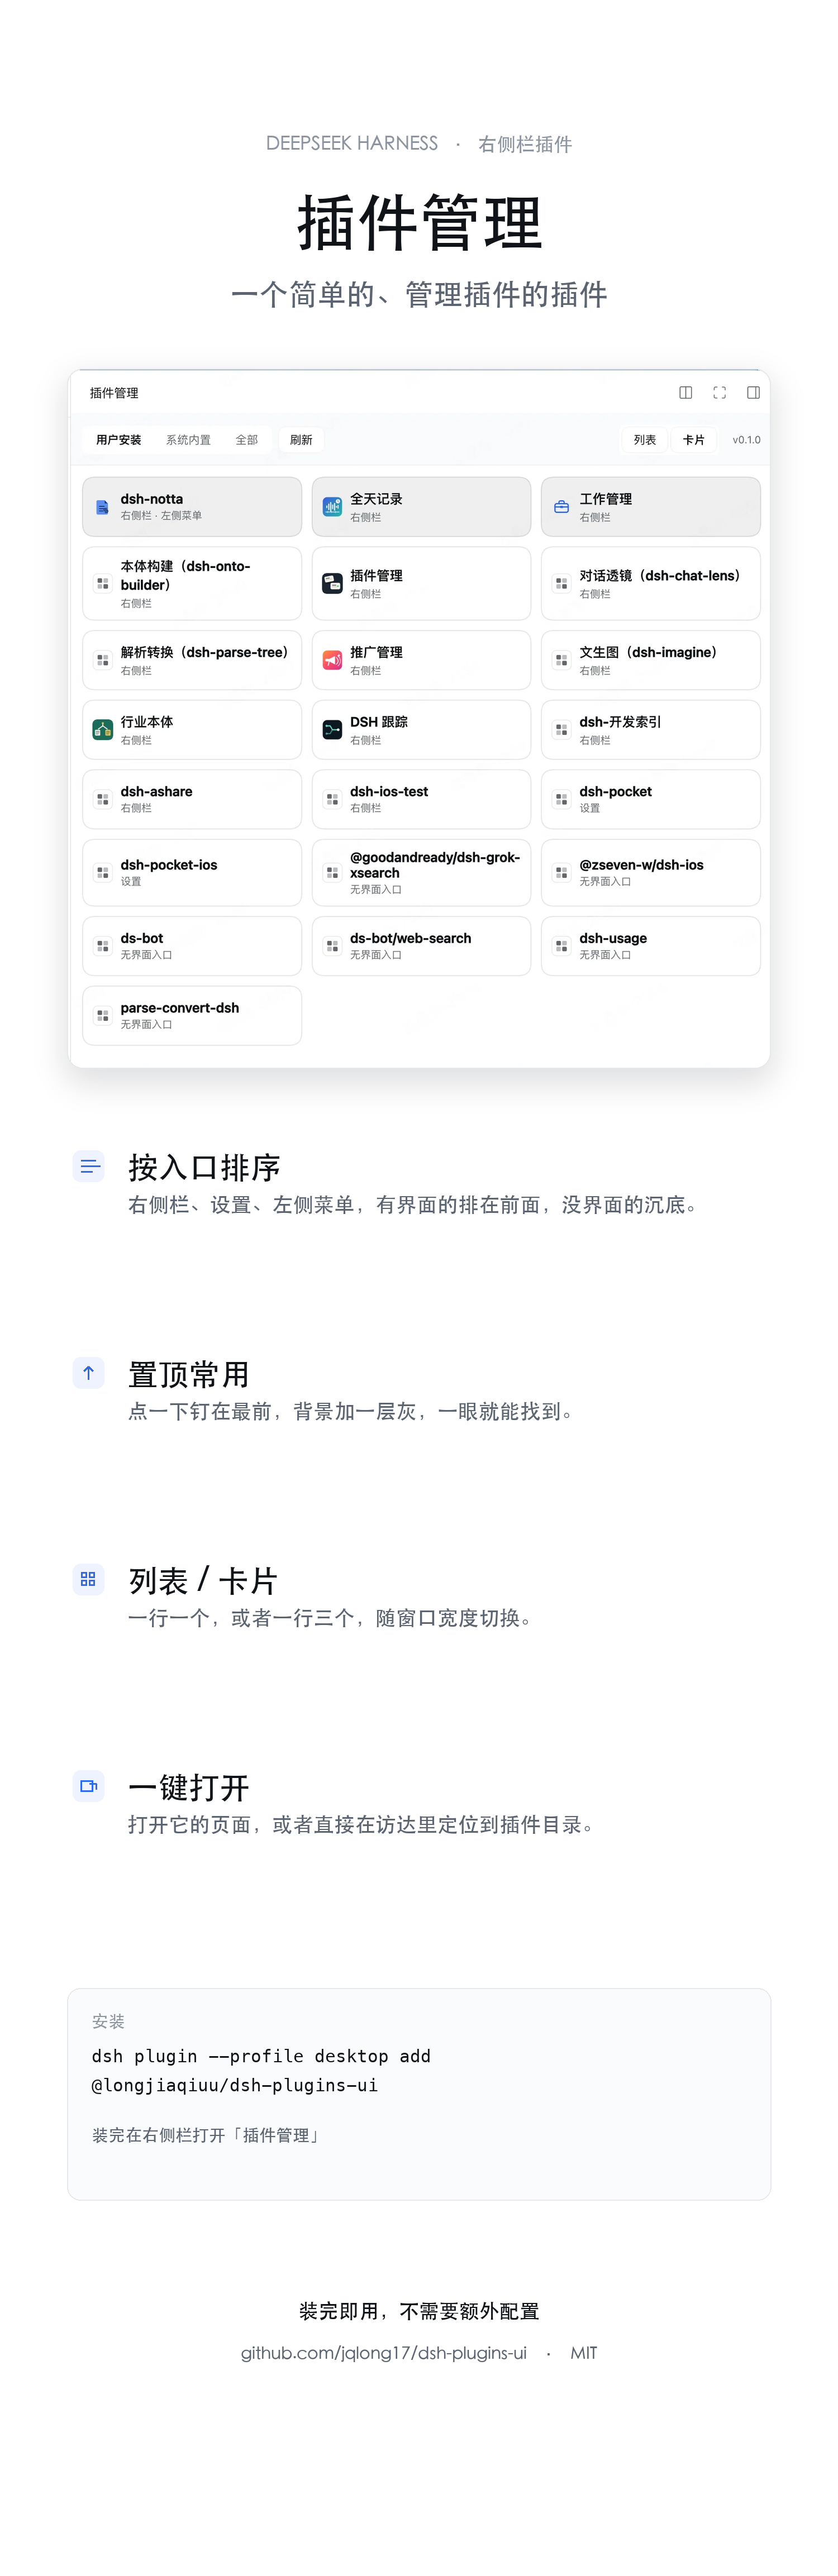 DEEPSEEK HARNESS · 右侧栏插件
插件管理
一个简单的、管理插件的插件
插件管理
用户安装 系统内置 全部 刷新 列表 卡片 v0.1.0
dsh-notta
右侧栏 · 左侧菜单
全天记录
右侧栏
工作管理
右侧栏
本体构建（dsh-onto-
builder）
右侧栏
插件管理
右侧栏
对话透镜（dsh-chat-lens）
右侧栏
解析转换（dsh-parse-tree）
右侧栏
推广管理
右侧栏
文生图（dsh-imagine）
右侧栏
行业本体
右侧栏
DSH 跟踪
右侧栏
dsh-开发索引
右侧栏
dsh-ashare
右侧栏
dsh-ios-test
右侧栏
dsh-pocket
设置
dsh-pocket-ios
设置
@goodandready/dsh-grok-
xsearch
无界面入口
@zseven-w/dsh-ios
无界面入口
ds-bot
无界面入口
ds-bot/web-search
无界面入口
dsh-usage
无界面入口
parse-convert-dsh
无界面入口
按入口排序
右侧栏、设置、左侧菜单，有界面的排在前面，没界面的沉底。
置顶常用
点一下钉在最前，背景加一层灰，一眼就能找到。
列表 / 卡片
一行一个，或者一行三个，随窗口宽度切换。
一键打开
打开它的页面，或者直接在访达里定位到插件目录。
安装
dsh plugin --profile desktop add
@longjiaqiuu/dsh-plugins-ui
装完在右侧栏打开「插件管理」
装完即用，不需要额外配置
github.com/jqlong17/dsh-plugins-ui · MIT